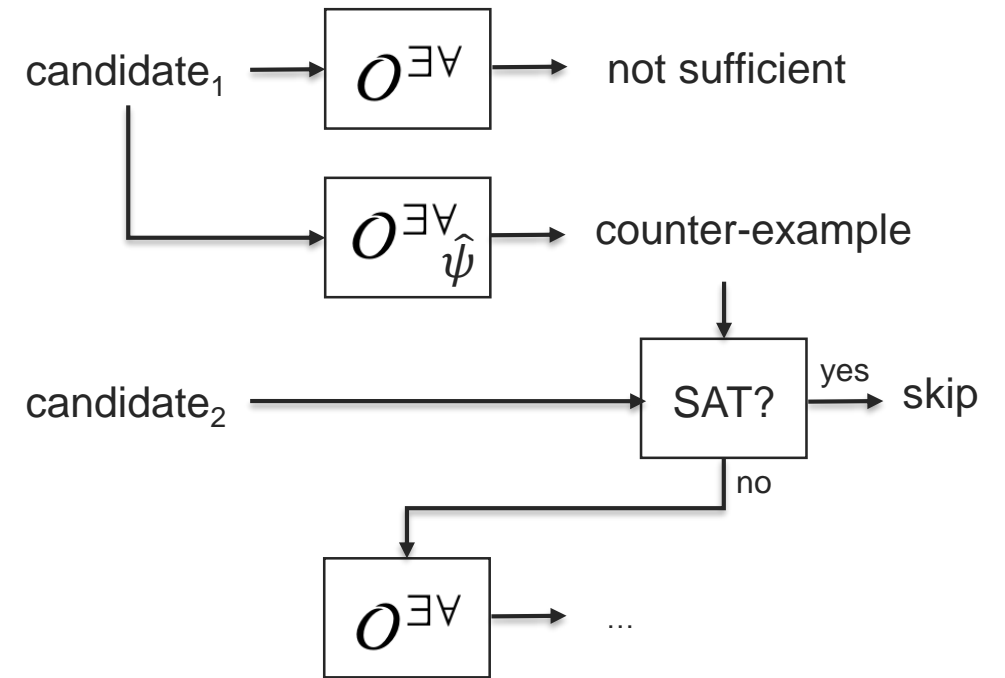 candidate₁ 𝒪^∃∀ not sufficient
𝒪^∃∀_ψ̂ counter-example
candidate₂ SAT? yes skip
no
𝒪^∃∀ ...